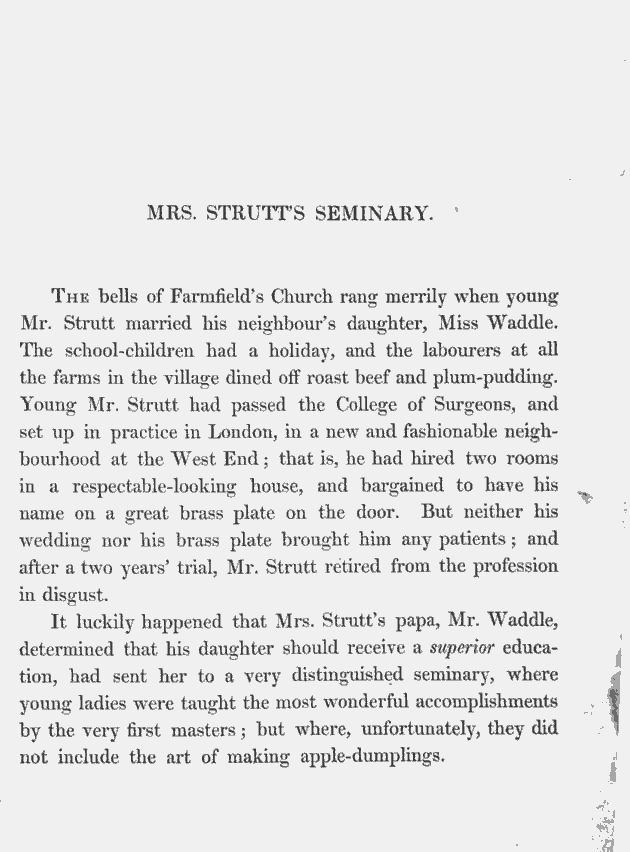 MRS. STRUTT'S SEMINARY.
THE bells of Farmfield's Church rang merrily when young
Mr. Strutt married his neighbour's daughter, Miss Waddle.
The school-children had a holiday, and the labourers at all
the farms in the village dined off roast beef and plum-pudding.
Young Mr. Strutt had passed the College of Surgeons, and
set up in practice in London, in a new and fashionable neigh-
bourhood at the West End; that is, he had hired two rooms
in a respectable-looking house, and bargained to have his
name on a great brass plate on the door. But neither his
wedding nor his brass plate brought him any patients; and
after a two years' trial, Mr. Strutt retired from the profession
in disgust.
It luckily happened that Mrs. Strutt's papa, Mr. Waddle,
determined that his daughter should receive a superior educa-
tion, had sent her to a very distinguished seminary, where
young ladies were taught the most wonderful accomplishments
by the very first masters; but where, unfortunately, they did
not include the art of making apple-dumplings.